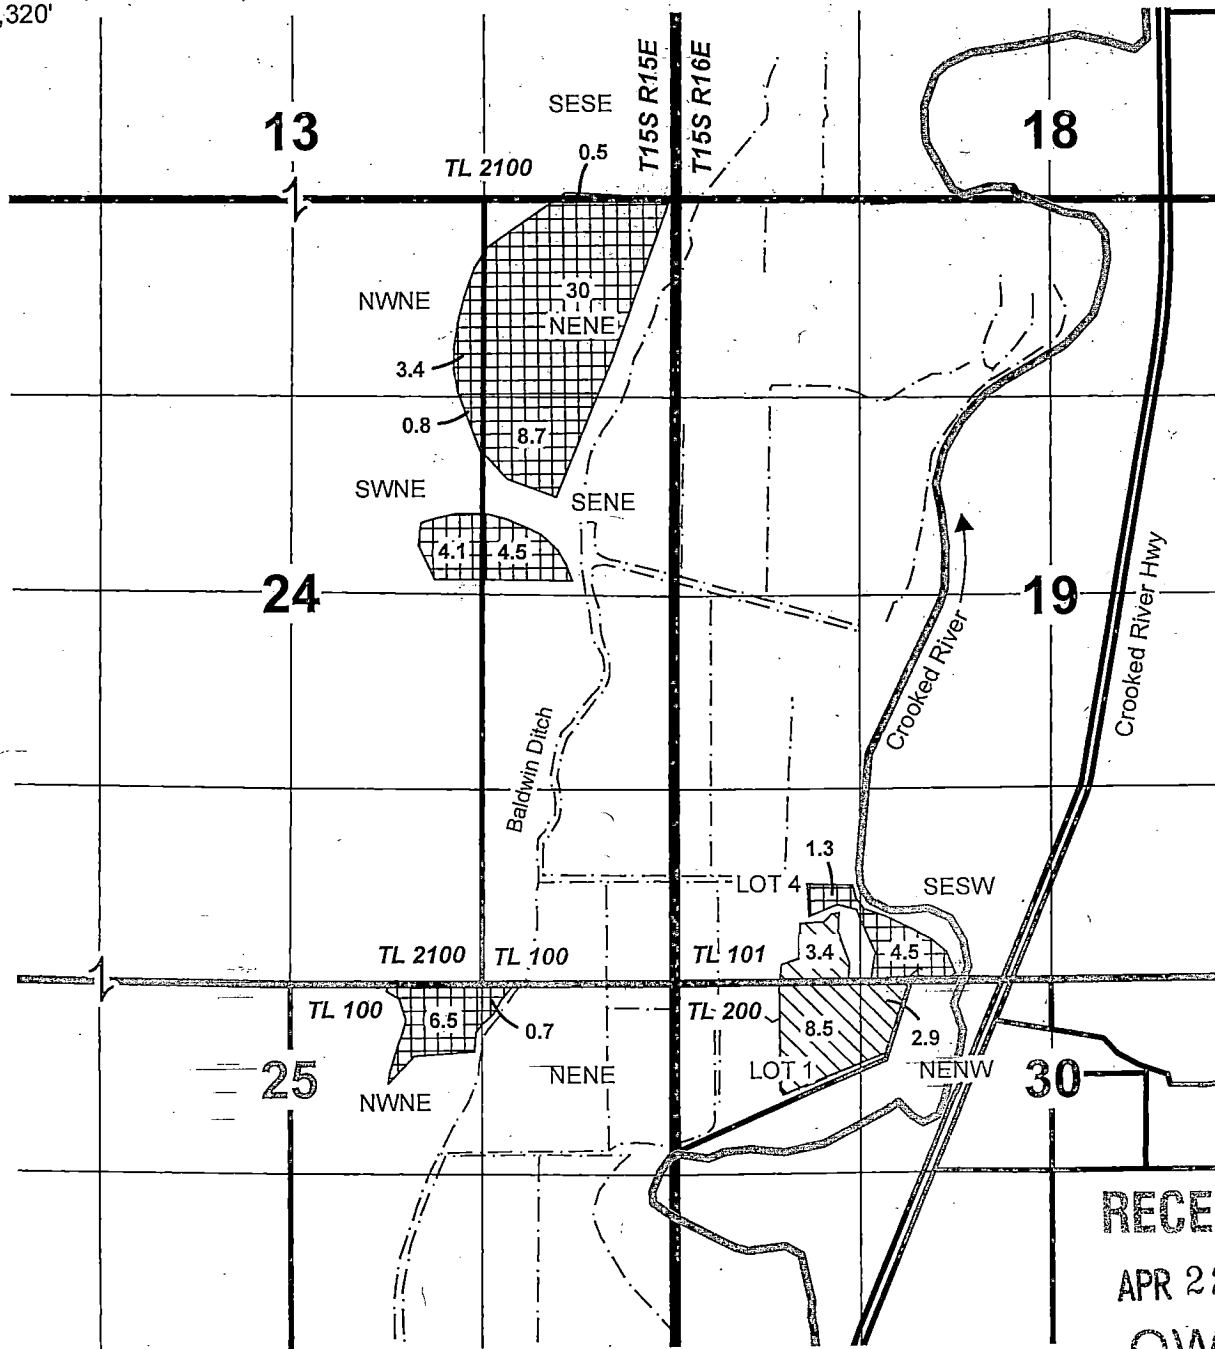 ,320'
T15S R15E
T15S R16E
SESE
13
18
0.5
TL 2100
30
NWNE
NENE
3.4
0.8
8.7
SWNE
SENE
4.1
4.5
24
19
Crooked River Hwy
Crooked River
Baldwin Ditch
1.3
LOT 4
SESW
TL 2100
TL 100
TL 101
3.4
4.5
TL 100
6.5
0.7
TL 200
8.5
2.9
25
NENE
LOT 1
NENW
30
NWNE
RECE
APR 22
OW